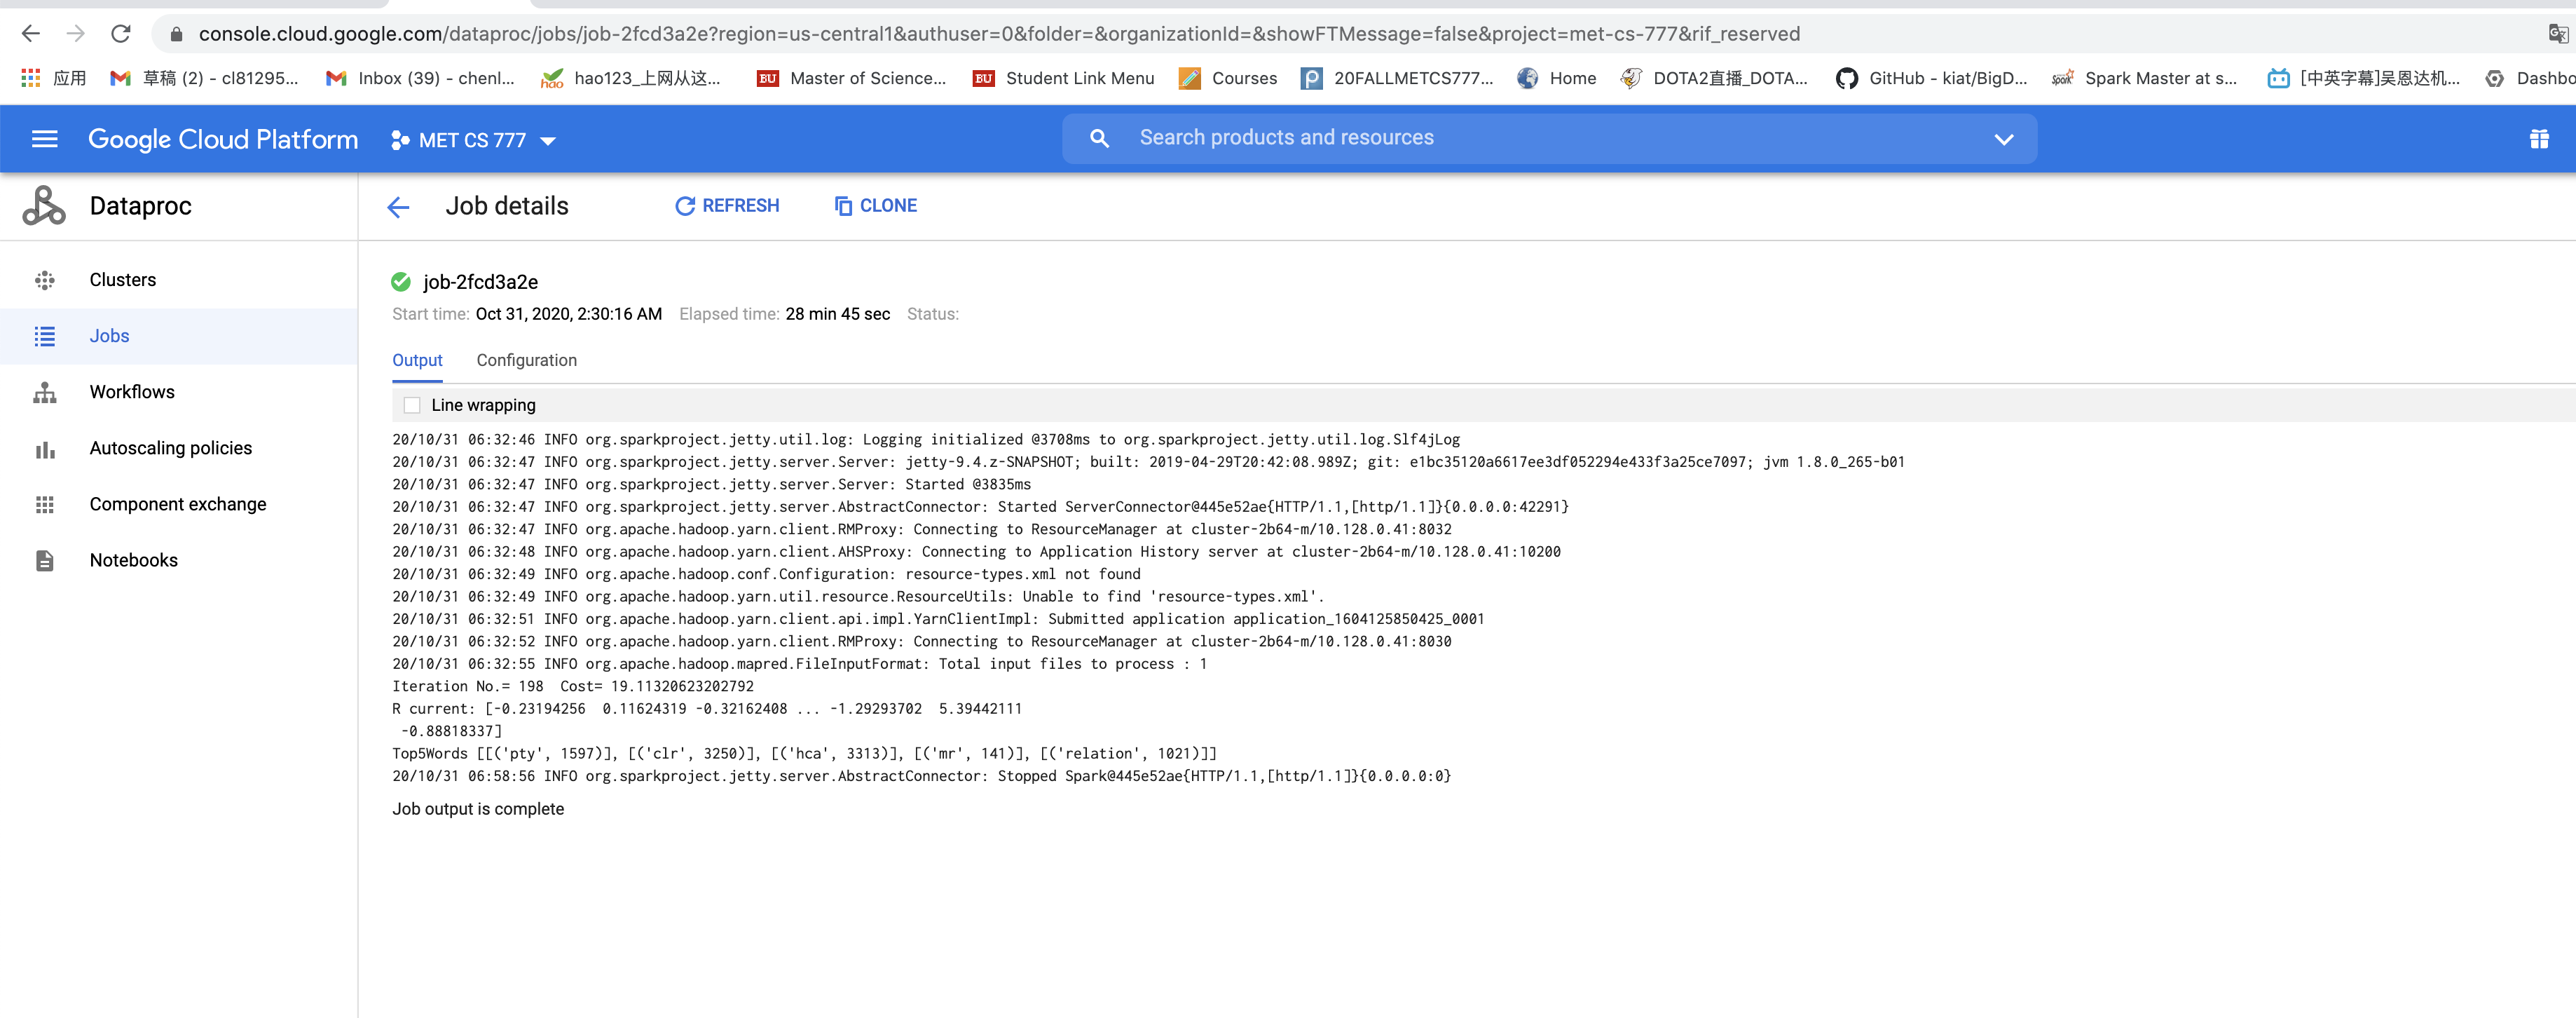 console.cloud.google.com/dataproc/jobs/job-2fcd3a2e?region=us-central1&authuser=0&folder=&organizationId=&showFTMessage=false&project=met-cs-777&rif_reserved
应用 草稿 (2) - cl81295... Inbox (39) - chenl... hao123_上网从这... Master of Science... Student Link Menu Courses 20FALLMETCS777... Home DOTA2直播_DOTA... GitHub - kiat/BigD... Spark Master at s... [中英字幕]吴恩达机... Dashbo
Google Cloud Platform MET CS 777 Search products and resources
Dataproc Job details REFRESH CLONE
Clusters
Jobs
Workflows
Autoscaling policies
Component exchange
Notebooks
job-2fcd3a2e
Start time: Oct 31, 2020, 2:30:16 AM Elapsed time: 28 min 45 sec Status:
Output Configuration
Line wrapping
20/10/31 06:32:46 INFO org.sparkproject.jetty.util.log: Logging initialized @3708ms to org.sparkproject.jetty.util.log.Slf4jLog
20/10/31 06:32:47 INFO org.sparkproject.jetty.server.Server: jetty-9.4.z-SNAPSHOT; built: 2019-04-29T20:42:08.989Z; git: e1bc35120a6617ee3df052294e433f3a25ce7097; jvm 1.8.0_265-b01
20/10/31 06:32:47 INFO org.sparkproject.jetty.server.Server: Started @3835ms
20/10/31 06:32:47 INFO org.sparkproject.jetty.server.AbstractConnector: Started ServerConnector@445e52ae{HTTP/1.1,[http/1.1]}{0.0.0.0:42291}
20/10/31 06:32:47 INFO org.apache.hadoop.yarn.client.RMProxy: Connecting to ResourceManager at cluster-2b64-m/10.128.0.41:8032
20/10/31 06:32:48 INFO org.apache.hadoop.yarn.client.AHSProxy: Connecting to Application History server at cluster-2b64-m/10.128.0.41:10200
20/10/31 06:32:49 INFO org.apache.hadoop.conf.Configuration: resource-types.xml not found
20/10/31 06:32:49 INFO org.apache.hadoop.yarn.util.resource.ResourceUtils: Unable to find 'resource-types.xml'.
20/10/31 06:32:51 INFO org.apache.hadoop.yarn.client.api.impl.YarnClientImpl: Submitted application application_1604125850425_0001
20/10/31 06:32:52 INFO org.apache.hadoop.yarn.client.RMProxy: Connecting to ResourceManager at cluster-2b64-m/10.128.0.41:8030
20/10/31 06:32:55 INFO org.apache.hadoop.mapred.FileInputFormat: Total input files to process : 1
Iteration No.= 198  Cost= 19.11320623202792
R current: [-0.23194256  0.11624319 -0.32162408 ... -1.29293702  5.39442111
 -0.88818337]
Top5Words [[('pty', 1597)], [('clr', 3250)], [('hca', 3313)], [('mr', 141)], [('relation', 1021)]]
20/10/31 06:58:56 INFO org.sparkproject.jetty.server.AbstractConnector: Stopped Spark@445e52ae{HTTP/1.1,[http/1.1]}{0.0.0.0:0}
Job output is complete